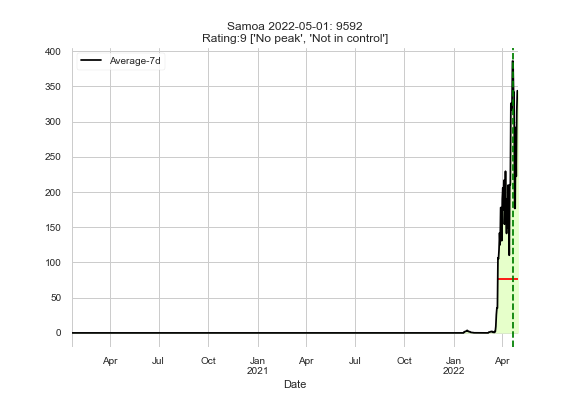 Samoa 2022-05-01: 9592
Rating:9 ['No peak', 'Not in control']
Average-7d
400
350
300
250
200
150
100
50
0
Apr Jul Oct Jan Apr Jul Oct Jan Apr
2021 2022
Date